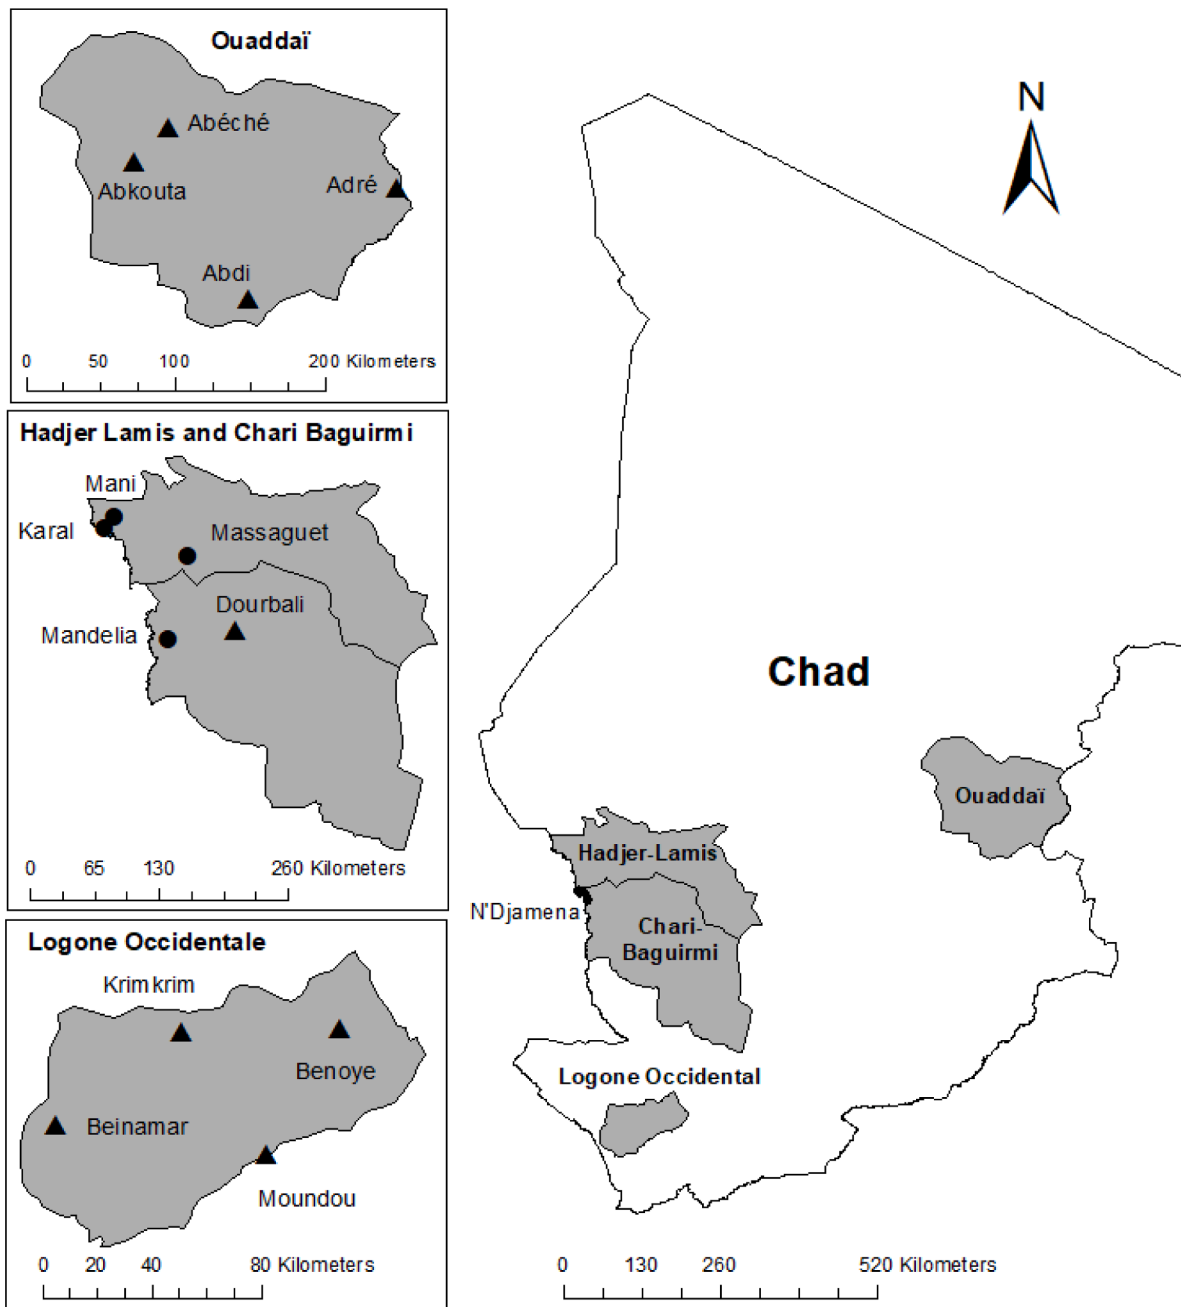 Ouaddaï
Abéché
Abkouta
Adré
Abdi
0 50 100 200 Kilometers
Hadjer Lamis and Chari Baguirmi
Mani
Karal
Massaguet
Dourbali
Mandelia
0 65 130 260 Kilometers
Logone Occidentale
Krimkrim
Benoye
Beinamar
Moundou
0 20 40 80 Kilometers
N
Chad
Ouaddaï
Hadjer-Lamis
N'Djamena
Chari-
Baguirmi
Logone Occidental
0 130 260 520 Kilometers